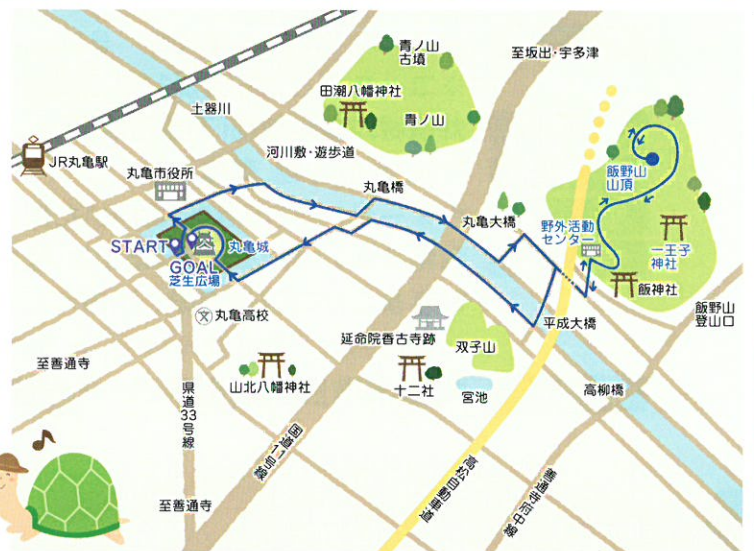 青ノ山
古墳
至坂出・宇多津
田潮八幡神社
土器川
青ノ山
河川敷・遊歩道
JR丸亀駅
丸亀市役所
飯野山
山頂
丸亀橋
丸亀大橋
野外活動
センター
START
丸亀城
GOAL
芝生広場
一王子
神社
飯神社
丸亀高校
文
延命院香古寺跡
双子山
平成大橋
飯野山
登山口
至善通寺
県道33号線
山北八幡神社
十二社
宮池
高柳橋
国道11号線
高松自動車道
善通寺府中線
至善通寺